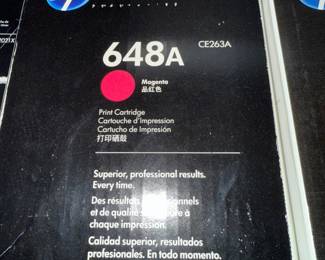 648A
CE263A
Magenta
品红色
Print Cartridge
Cartouche d'impression
Cartucho de Impresión
打印硒鼓
Superior, professional results.
Every time.
Des résultats
et de qualité à
chaque impression.
Calidad superior, resultados
profesionales. En todo momento.